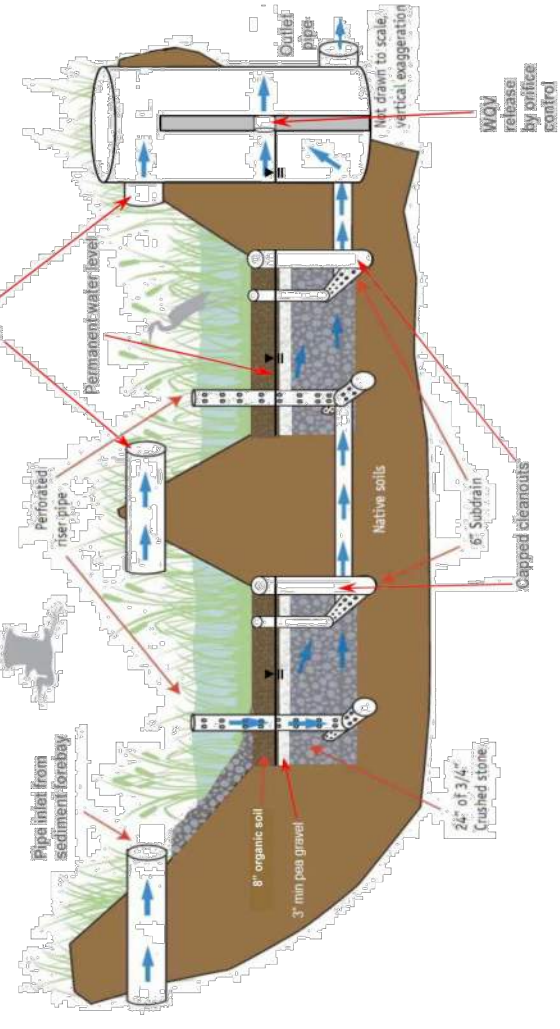 Pipe inlet from
sediment forebay
Perforated
riser pipe
Permanent water level
Outlet
pipe
Not drawn to scale,
vertical exaggeration
WQV
release
by orifice
control
8" organic soil
3" min pea gravel
24" of 3/4"
Crushed stone
Native soils
6" Subdrain
Capped cleanouts